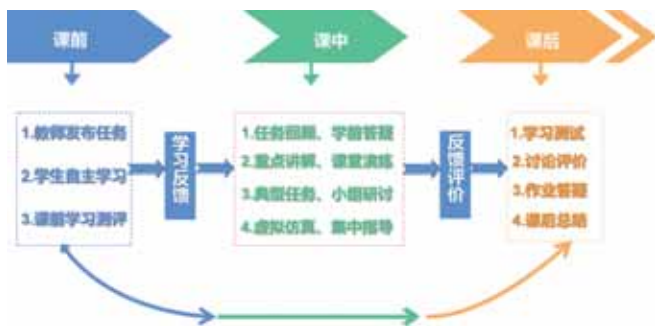 课前
课中
课后
1.教师发布任务
2.学生自主学习
3.课前学习测评
学习反馈
1.任务回顾、学前答疑
2.重点讲解、课堂演练
3.典型任务、小组研讨
4.虚拟仿真、集中指导
反馈评价
1.学习测试
2.讨论评价
3.作业答疑
4.课后总结